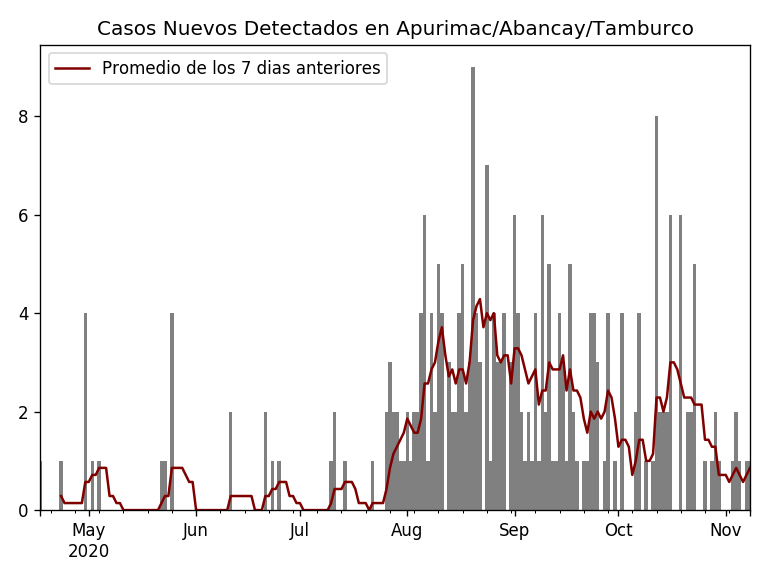 Casos Nuevos Detectados en Apurimac/Abancay/Tamburco
Promedio de los 7 dias anteriores
8
6
4
2
0
May Jun Jul Aug Sep Oct Nov
2020